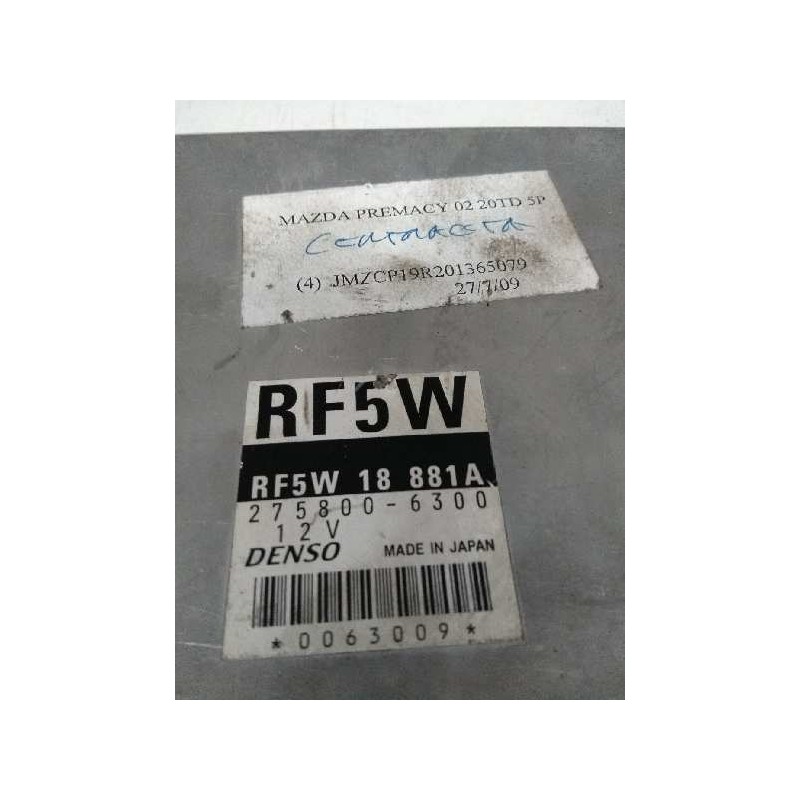 MAZDA PREMACY 02 20TD 5P
(4) JMZCP19R201365079
27/7/09
RF5W
RF5W 18 881A
275800-6300
12V
DENSO MADE IN JAPAN
*0063009*